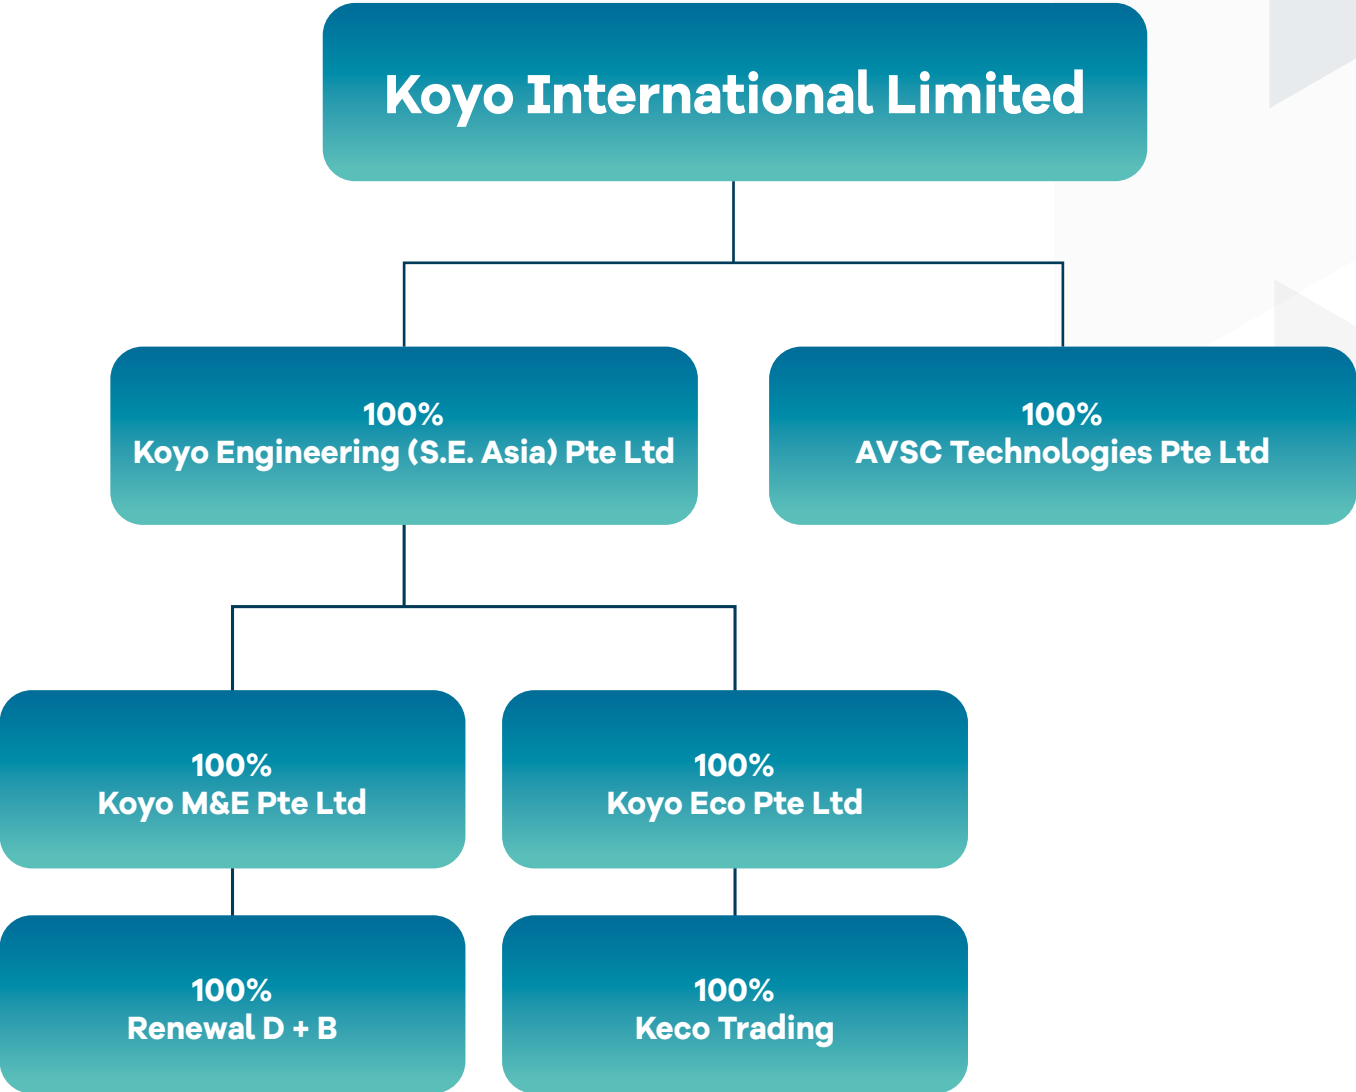 Koyo International Limited
100%
Koyo Engineering (S.E. Asia) Pte Ltd
100%
AVSC Technologies Pte Ltd
100%
Koyo M&E Pte Ltd
100%
Koyo Eco Pte Ltd
100%
Renewal D + B
100%
Keco Trading